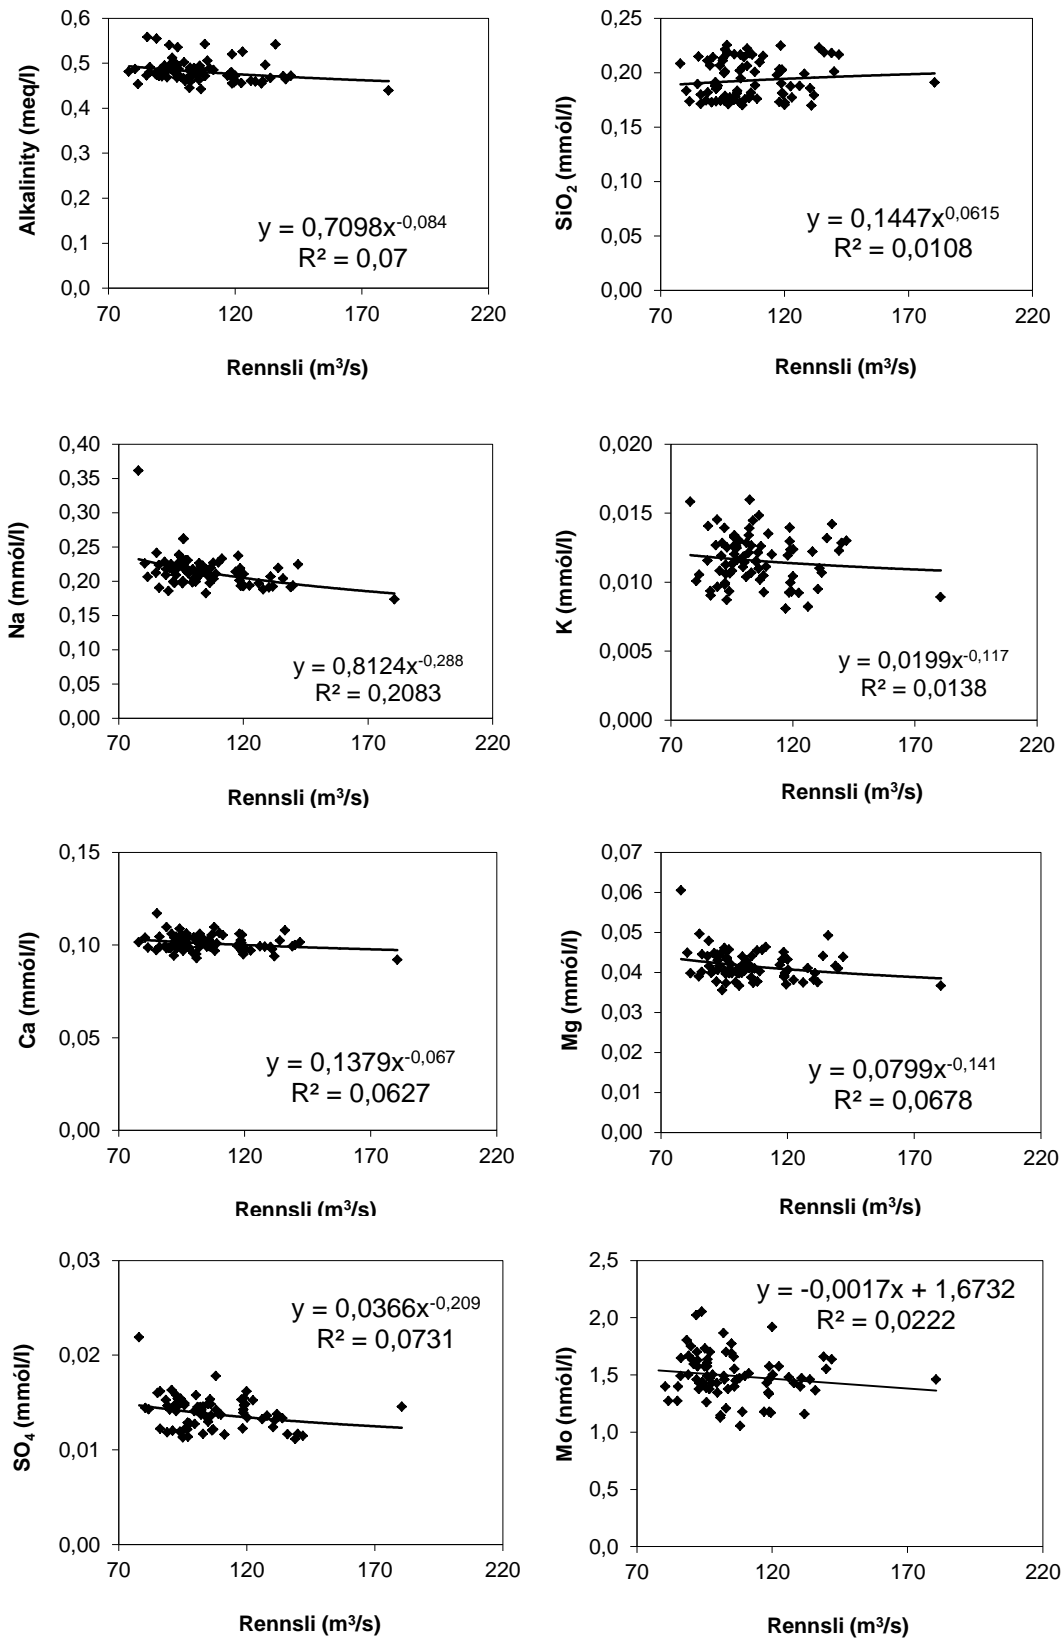 0,6
0,5
0,4
0,3
0,2
0,1
0,0
Alkalinity (meq/l)
y = 0,7098x^-0,084
R² = 0,07
70 120 170 220
Rennsli (m³/s)
0,25
0,20
0,15
0,10
0,05
0,00
SiO₂ (mmól/l)
y = 0,1447x^0,0615
R² = 0,0108
70 120 170 220
Rennsli (m³/s)
0,40
0,35
0,30
0,25
0,20
0,15
0,10
0,05
0,00
Na (mmól/l)
y = 0,8124x^-0,288
R² = 0,2083
70 120 170 220
Rennsli (m³/s)
0,020
0,015
0,010
0,005
0,000
K (mmól/l)
y = 0,0199x^-0,117
R² = 0,0138
70 120 170 220
Rennsli (m³/s)
0,15
0,10
0,05
0,00
Ca (mmól/l)
y = 0,1379x^-0,067
R² = 0,0627
70 120 170 220
Rennsli (m³/s)
0,07
0,06
0,05
0,04
0,03
0,02
0,01
0,00
Mg (mmól/l)
y = 0,0799x^-0,141
R² = 0,0678
70 120 170 220
Rennsli (m³/s)
0,03
0,02
0,01
0,00
SO₄ (mmól/l)
y = 0,0366x^-0,209
R² = 0,0731
70 120 170 220
Rennsli (m³/s)
2,5
2,0
1,5
1,0
0,5
0,0
Mo (nmól/l)
y = -0,0017x + 1,6732
R² = 0,0222
70 120 170 220
Rennsli (m³/s)